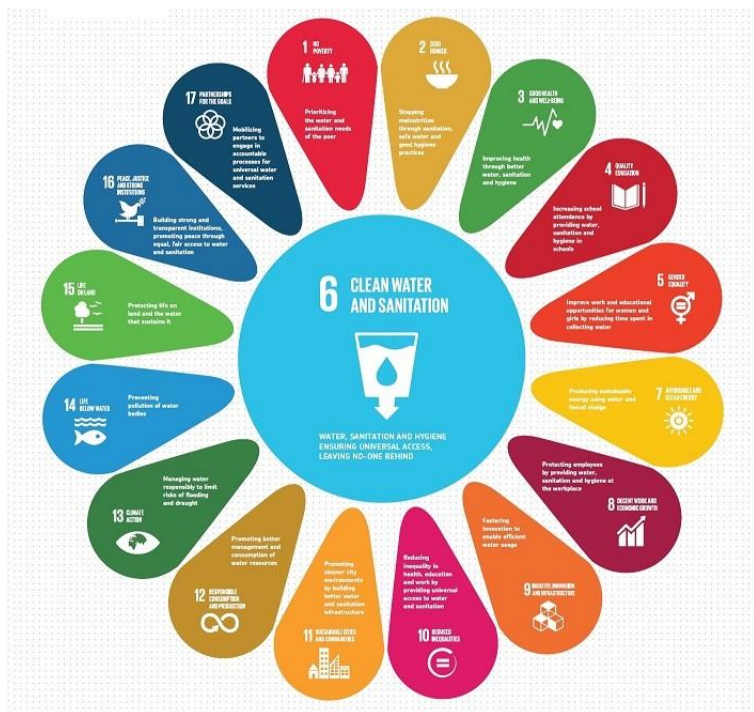 6 CLEAN WATER
AND SANITATION
WATER, SANITATION AND HYGIENE
ENSURING UNIVERSAL ACCESS,
LEAVING NO-ONE BEHIND
1 NO
POVERTY
Prioritizing
the water and
sanitation needs
of the poor
2 ZERO
HUNGER
Stopping
malnutrition
through sanitation,
safe water and
good hygiene
practices
3 GOOD HEALTH
AND WELL-BEING
Improving health
through better
water, sanitation
and hygiene
4 QUALITY
EDUCATION
Increasing school
attendance by
providing water,
sanitation and
hygiene in
schools
5 GENDER
EQUALITY
Improve work and educational
opportunities for women and
girls by reducing time spent in
collecting water
7 AFFORDABLE AND
CLEAN ENERGY
Producing sustainable
energy using water and
faecal sludge
8 DECENT WORK AND
ECONOMIC GROWTH
Protecting employees
by providing water,
sanitation and hygiene at
the workplace
9 INDUSTRY, INNOVATION
AND INFRASTRUCTURE
Fostering
innovation to
enable efficient
water usage
10 REDUCED
INEQUALITIES
Reducing
inequality in
health, education
and work by
providing universal
access to water
and sanitation
11 SUSTAINABLE CITIES
AND COMMUNITIES
Promoting
cleaner city
environments by
building better
water and
sanitation
infrastructure
12 RESPONSIBLE
CONSUMPTION
AND PRODUCTION
Promoting better
management and
consumption of
water resources
13 CLIMATE
ACTION
Managing water
responsibly to limit
risks of flooding
and draught
14 LIFE
BELOW WATER
Preventing
pollution of water
bodies
15 LIFE
ON LAND
Protecting life on
land and the water
that sustains it
16 PEACE, JUSTICE
AND STRONG
INSTITUTIONS
Building strong and
transparent institutions,
promoting peace through
equal, fair access to water
and sanitation
17 PARTNERSHIPS
FOR THE GOALS
Mobilizing
partners to
engage in
accountable
processes for
universal water
and sanitation
services